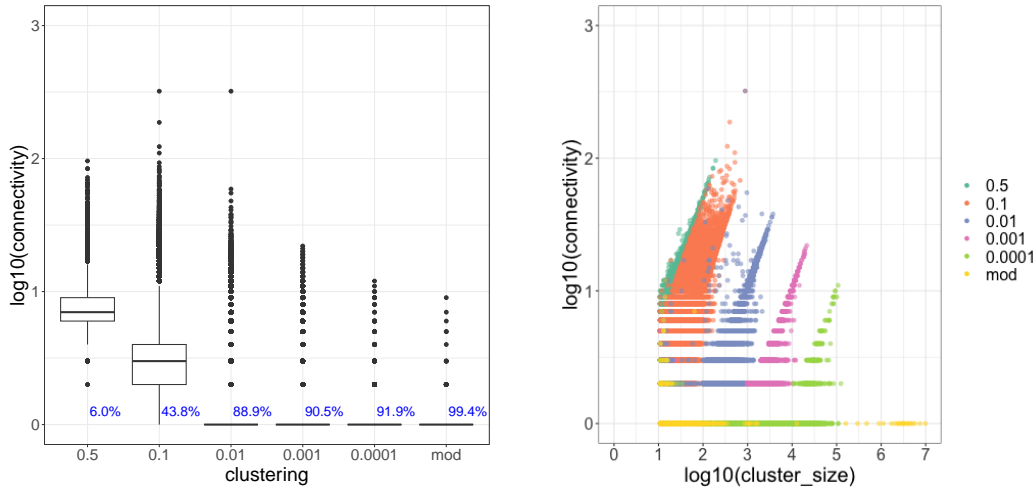 3
2
1
0
log10(connectivity)
6.0% 43.8% 88.9% 90.5% 91.9% 99.4%
0.5 0.1 0.01 0.001 0.0001 mod
clustering
3
2
1
0
log10(connectivity)
0 1 2 3 4 5 6 7
log10(cluster_size)
0.5
0.1
0.01
0.001
0.0001
mod